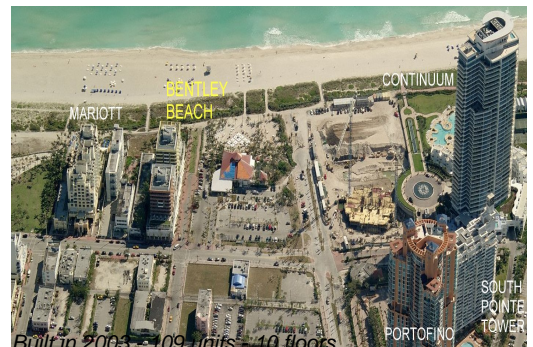 CONTINUUM
BENTLEY
BEACH
MARIOTT
SOUTH
POINTE
TOWER
PORTOFINO
Built in 2003 - 109 units - 10 floors